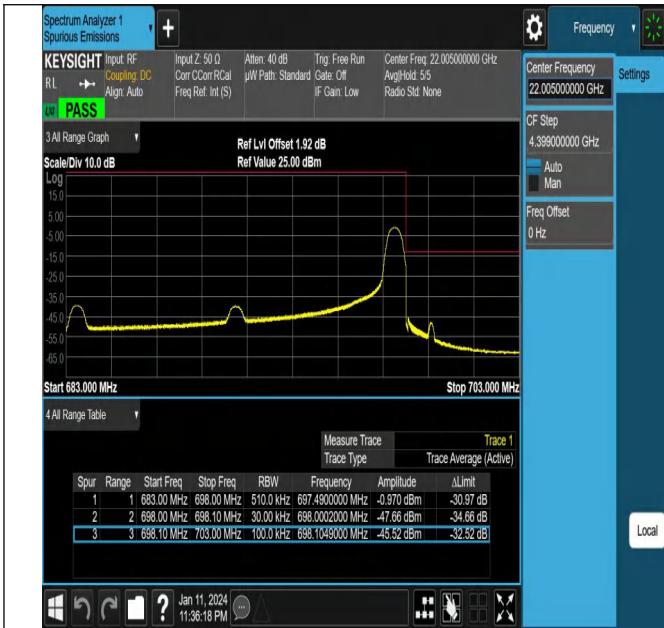 Spectrum Analyzer 1
Spurious Emissions
Frequency
KEYSIGHT
RL
PASS
Input: RF
Coupling: DC
Align: Auto
Input Z: 50 Ω
Corr CCorr RCal
Freq Ref: Int (S)
Atten: 40 dB
µW Path: Standard
Trig: Free Run
Gate: Off
IF Gain: Low
Center Freq: 22.005000000 GHz
Avg|Hold: 5/5
Radio Std: None
Center Frequency
22.005000000 GHz
Settings
CF Step
4.399000000 GHz
Auto
Man
Freq Offset
0 Hz
3 All Range Graph
Scale/Div 10.0 dB
Ref Lvl Offset 1.92 dB
Ref Value 25.00 dBm
Log
15.0
5.00
-5.00
-15.0
-25.0
-35.0
-45.0
-55.0
-65.0
Start 683.000 MHz
Stop 703.000 MHz
4 All Range Table
Measure Trace Trace 1
Trace Type Trace Average (Active)
Spur Range Start Freq Stop Freq RBW Frequency Amplitude ΔLimit
1 1 683.00 MHz 698.00 MHz 510.0 kHz 697.4900000 MHz -0.970 dBm -30.97 dB
2 2 698.00 MHz 698.10 MHz 30.00 kHz 698.0002000 MHz -47.66 dBm -34.66 dB
3 3 698.10 MHz 703.00 MHz 100.0 kHz 698.1049000 MHz -45.52 dBm -32.52 dB
Local
Jan 11, 2024
11:36:18 PM